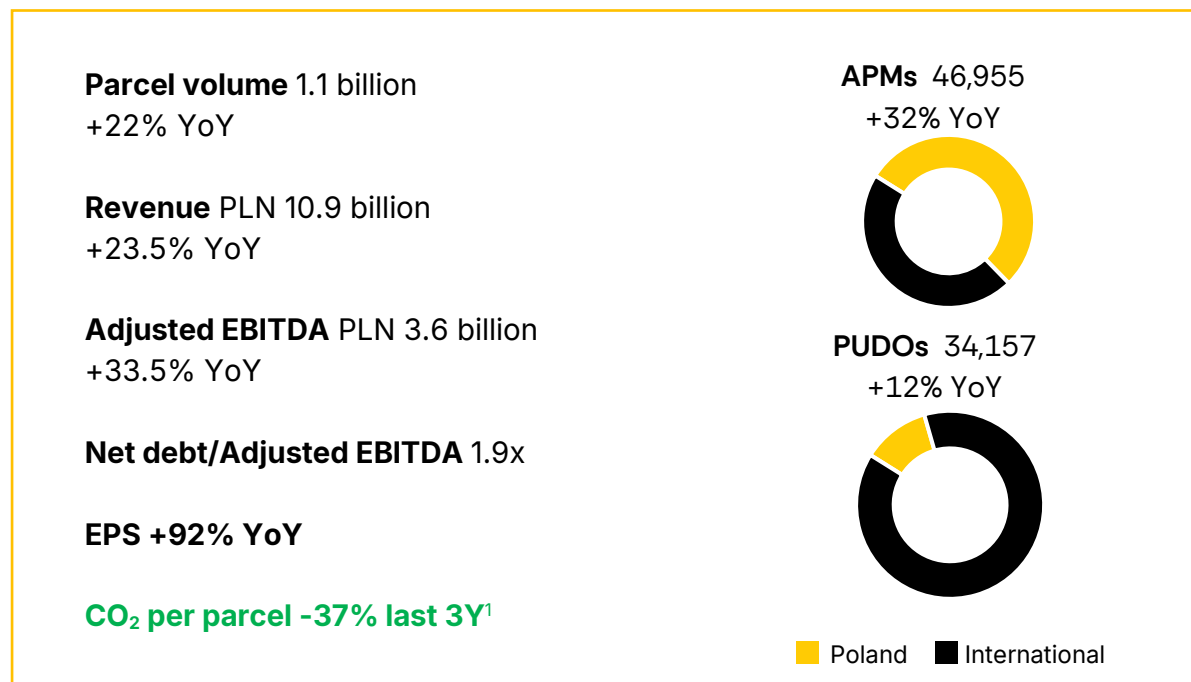 Parcel volume 1.1 billion
+22% YoY
Revenue PLN 10.9 billion
+23.5% YoY
Adjusted EBITDA PLN 3.6 billion
+33.5% YoY
Net debt/Adjusted EBITDA 1.9x
EPS +92% YoY
CO₂ per parcel -37% last 3Y¹
APMs 46,955
+32% YoY
PUDOs 34,157
+12% YoY
Poland International